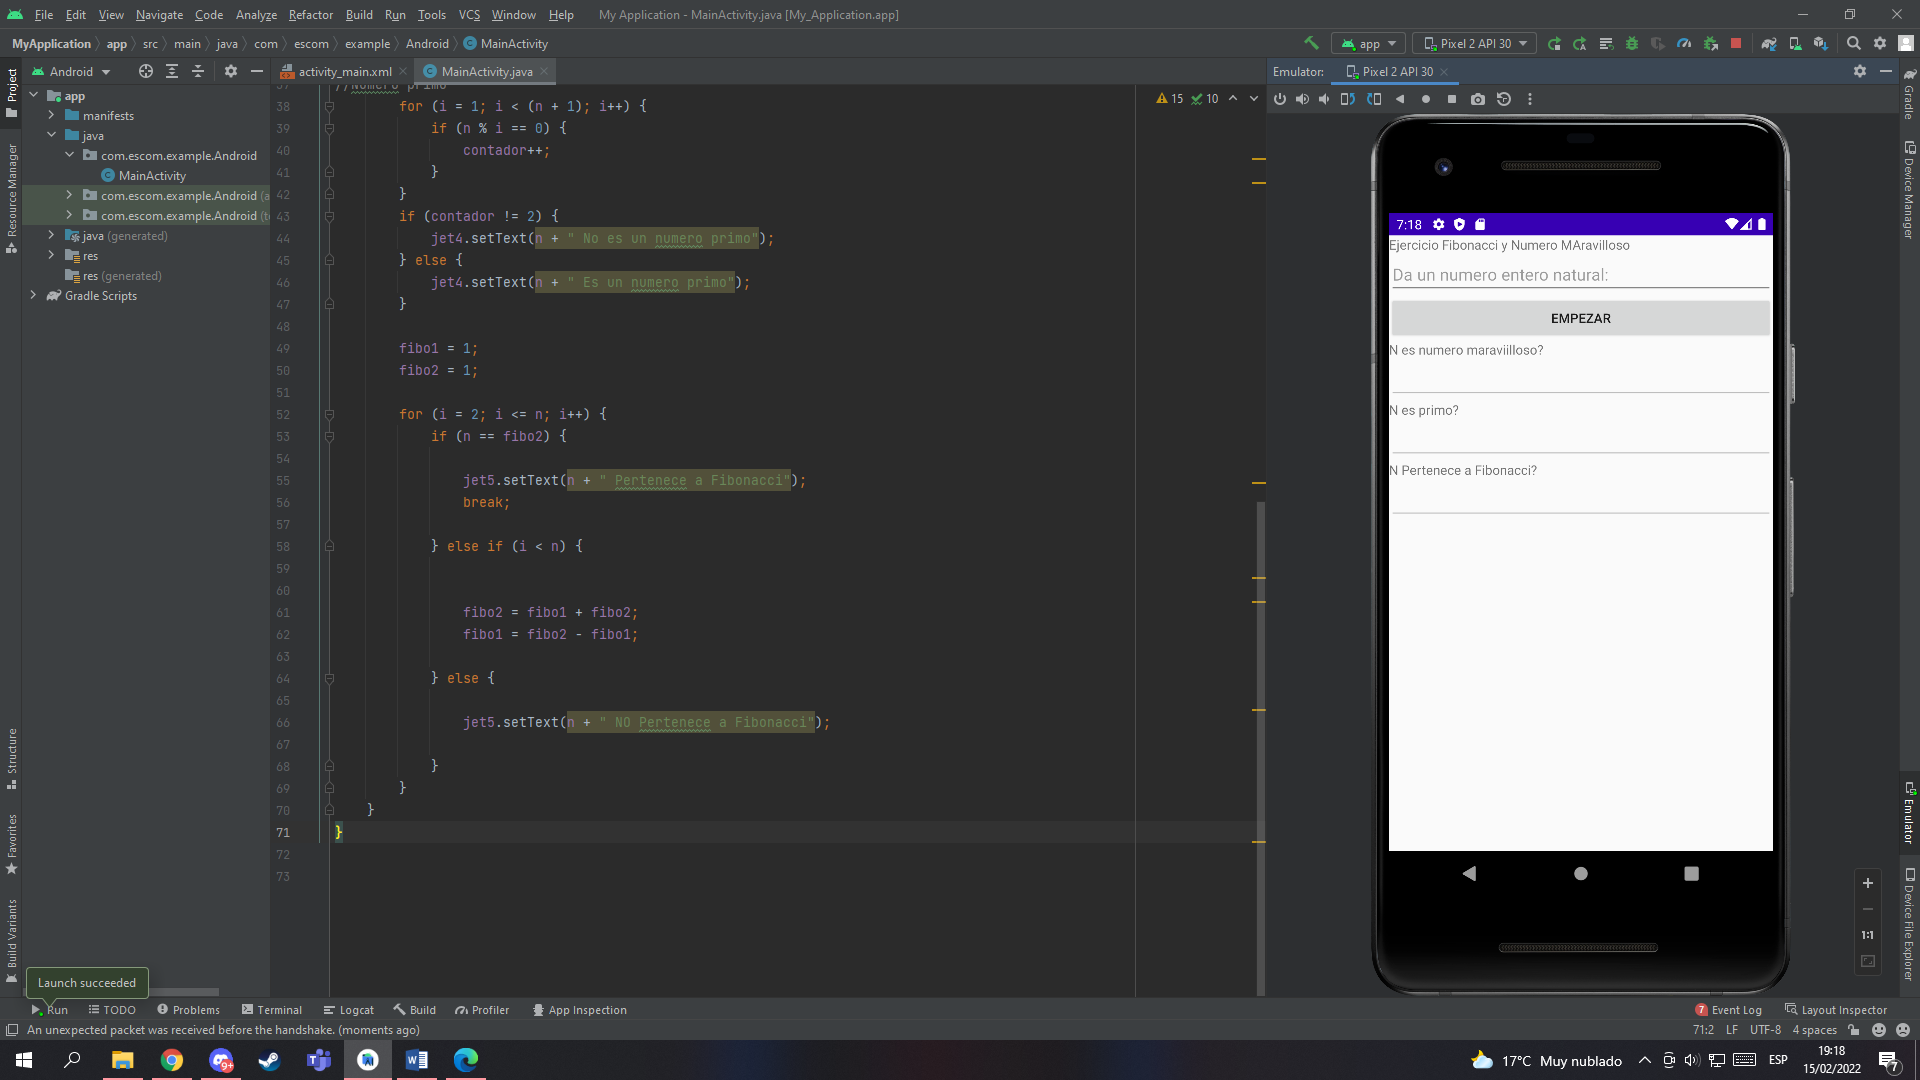 File Edit View Navigate Code Analyze Refactor Build Run Tools VCS Window Help My Application - MainActivity.java [My_Application.app]
MyApplication app src main java com escom example Android MainActivity
app Pixel 2 API 30
Android
activity_main.xml MainActivity.java
Emulator: Pixel 2 API 30
Project
Resource Manager
Structure
Favorites
Build Variants
app
manifests
java
com.escom.example.Android
MainActivity
com.escom.example.Android (a
com.escom.example.Android (t
java (generated)
res
res (generated)
Gradle Scripts
15 10
37 //Numero primo
38 for (i = 1; i < (n + 1); i++) {
39 if (n % i == 0) {
40 contador++;
41 }
42 }
43 if (contador != 2) {
44 jet4.setText(n + " No es un numero primo");
45 } else {
46 jet4.setText(n + " Es un numero primo");
47 }
48
49 fibo1 = 1;
50 fibo2 = 1;
51
52 for (i = 2; i <= n; i++) {
53 if (n == fibo2) {
54
55 jet5.setText(n + " Pertenece a Fibonacci");
56 break;
57
58 } else if (i < n) {
59
60
61 fibo2 = fibo1 + fibo2;
62 fibo1 = fibo2 - fibo1;
63
64 } else {
65
66 jet5.setText(n + " NO Pertenece a Fibonacci");
67
68 }
69 }
70 }
71 }
72
73
7:18
Ejercicio Fibonacci y Numero MAravilloso
Da un numero entero natural:
EMPEZAR
N es numero maraviilloso?
N es primo?
N Pertenece a Fibonacci?
1:1
Gradle
Device Manager
Emulator
Device File Explorer
Launch succeeded
Run TODO Problems Terminal Logcat Build Profiler App Inspection 7 Event Log Layout Inspector
An unexpected packet was received before the handshake. (moments ago) 71:2 LF UTF-8 4 spaces
9+ W 17°C Muy nublado ESP 19:18
15/02/2022 7